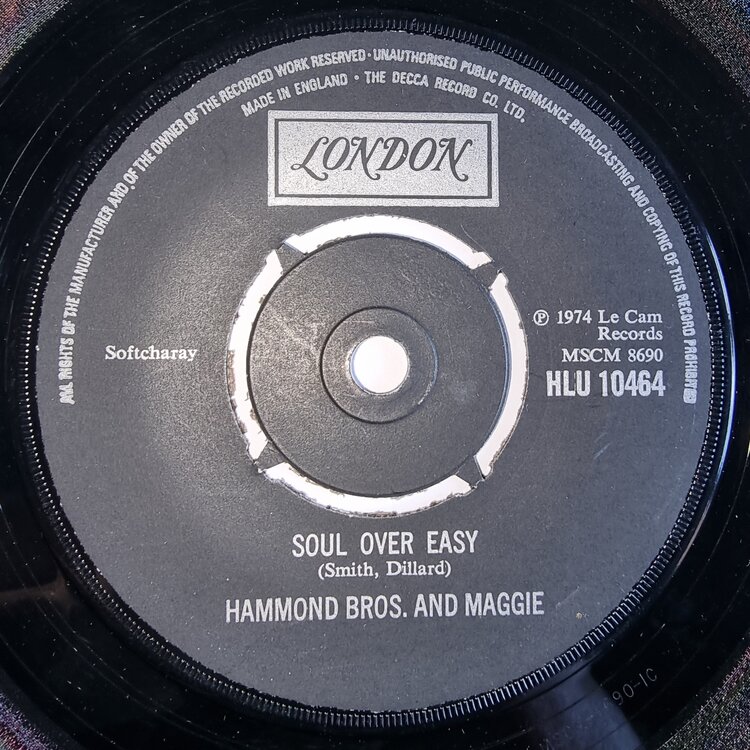 ALL RIGHTS OF THE MANUFACTURER AND OF THE OWNER OF THE RECORDED WORK RESERVED · UNAUTHORISED PUBLIC PERFORMANCE BROADCASTING AND COPYING OF THIS RECORD PROHIBITED
MADE IN ENGLAND · THE DECCA RECORD CO. LTD.
LONDON
Softcharay
℗ 1974 Le Cam
Records
MSCM 8690
HLU 10464
SOUL OVER EASY
(Smith, Dillard)
HAMMOND BROS. AND MAGGIE
90-1C